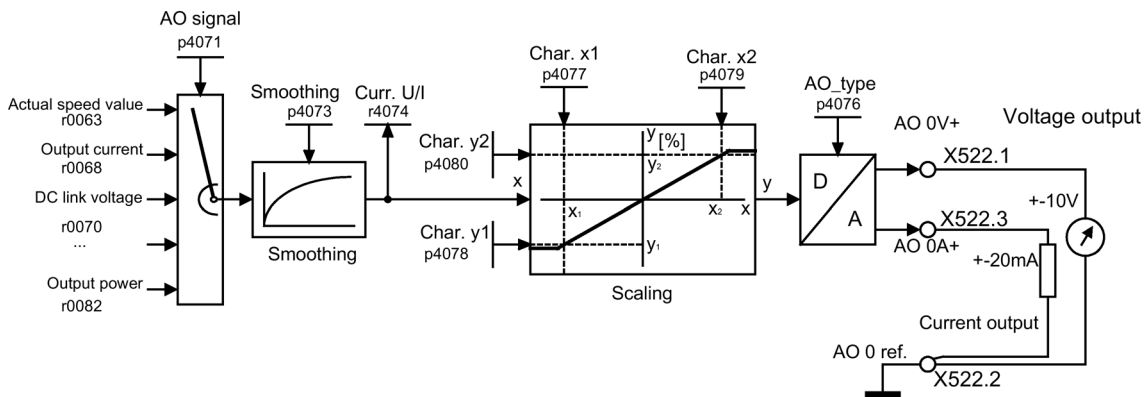 AO signal
p4071
Actual speed value
r0063
Output current
r0068
DC link voltage
r0070
...
Output power
r0082
Smoothing
p4073
Smoothing
Curr. U/I
r4074
Char. y2
p4080
Char. y1
p4078
x
Char. x1
p4077
Char. x2
p4079
y
[%]
y2
x1
x2
x
y1
Scaling
y
AO_type
p4076
D
A
AO 0V+
X522.1
Voltage output
+-10V
X522.3
AO 0A+
+-20mA
Current output
AO 0 ref.
X522.2